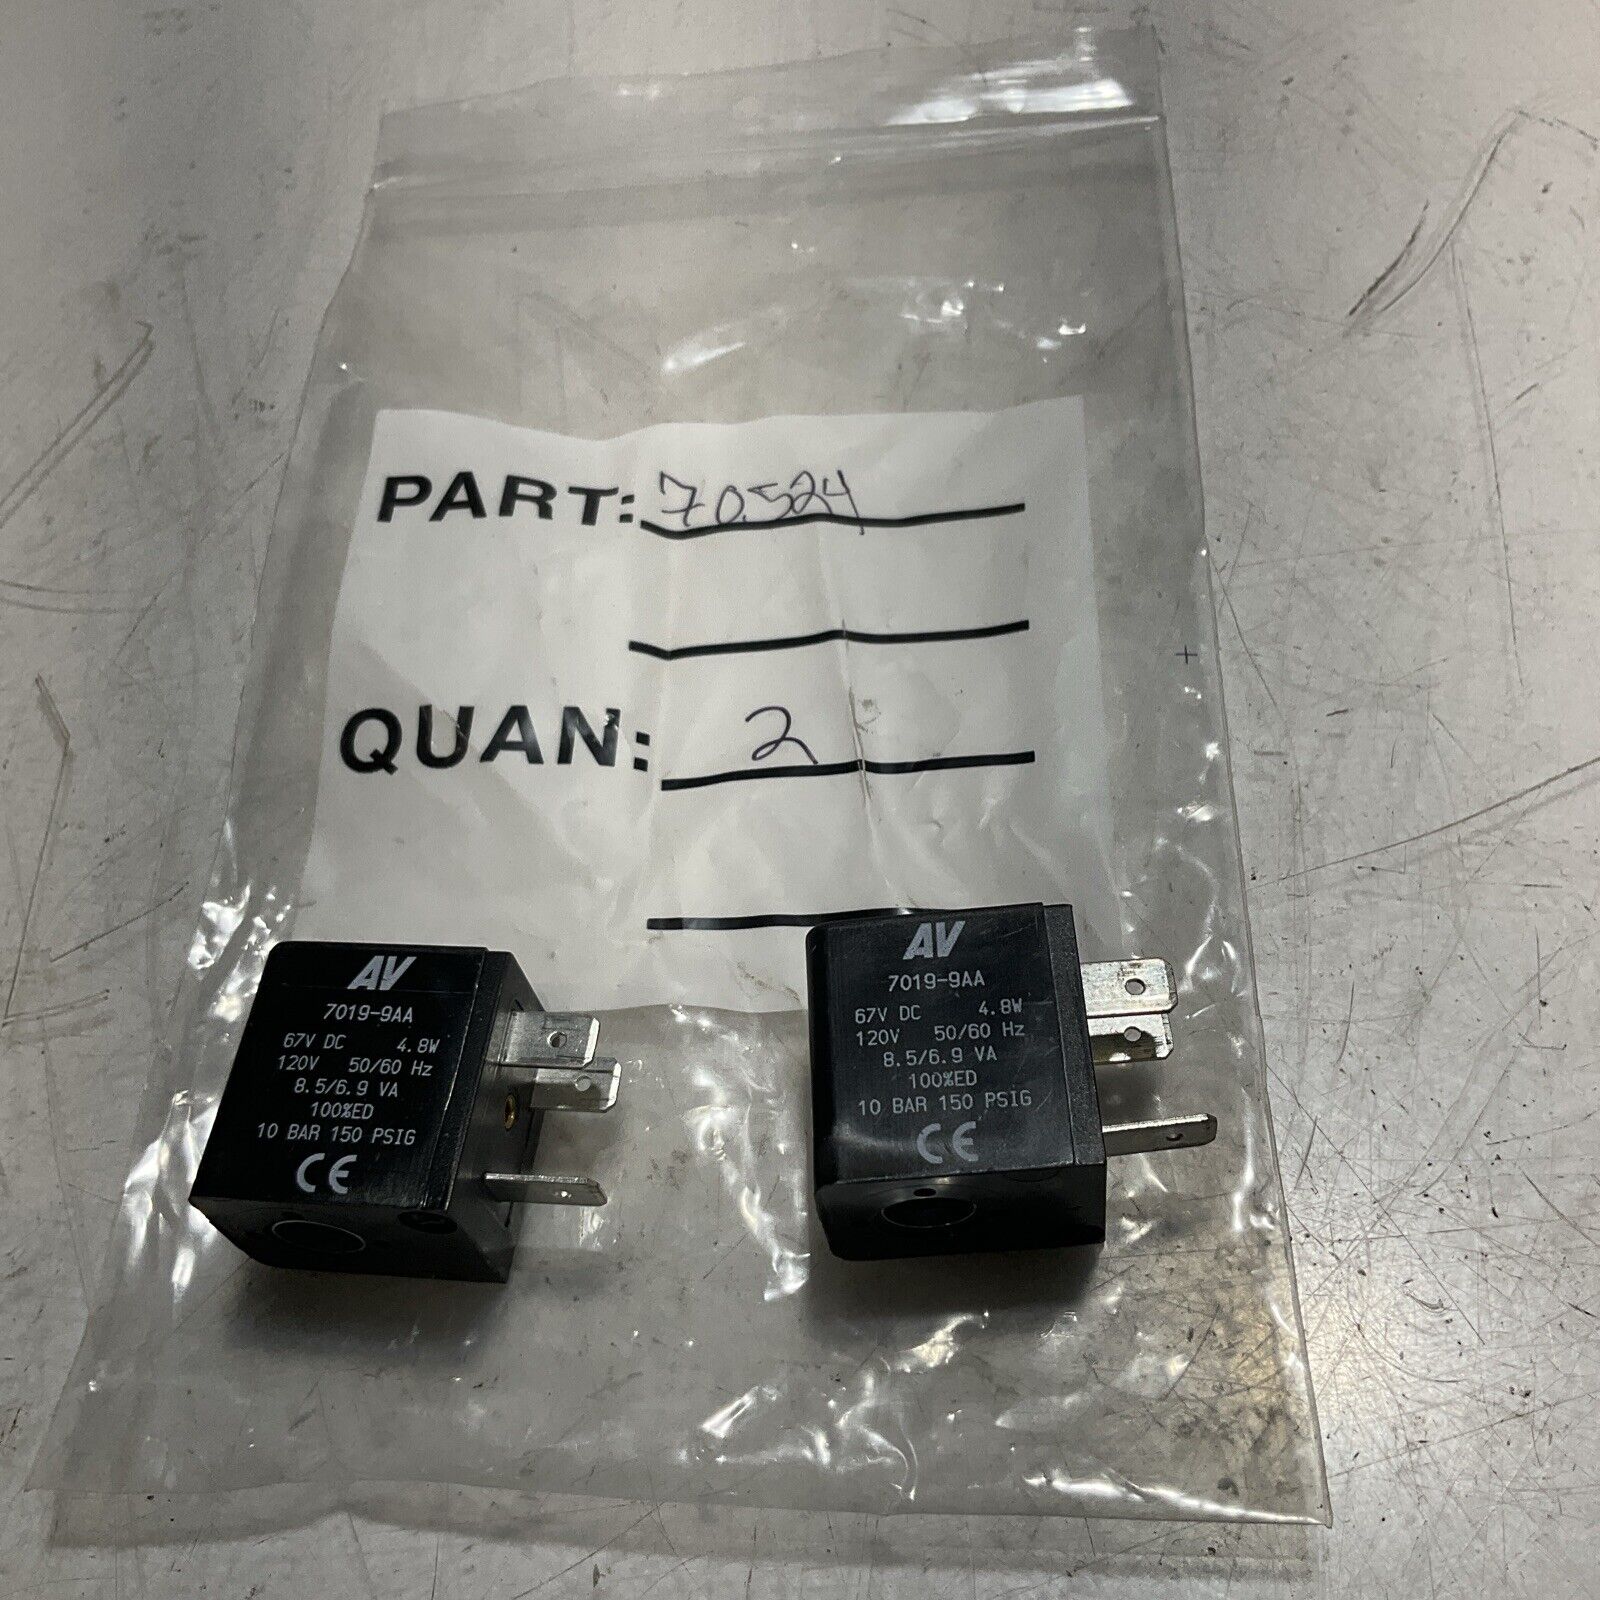 PART: 70.524
QUAN: 2
AV
7019-9AA
67V DC 4.8W
120V 50/60 Hz
8.5/6.9 VA
100%ED
10 BAR 150 PSIG
CE
AV
7019-9AA
67V DC 4.8W
120V 50/60 Hz
8.5/6.9 VA
100%ED
10 BAR 150 PSIG
CE